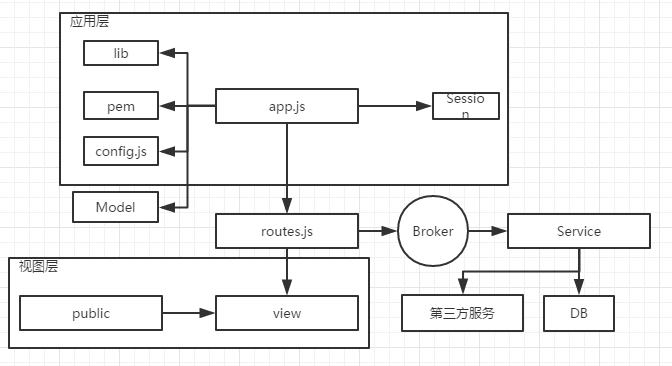 应用层
lib
pem
app.js
Sessio
n
config.js
Model
routes.js
Broker
Service
视图层
public
view
第三方服务
DB